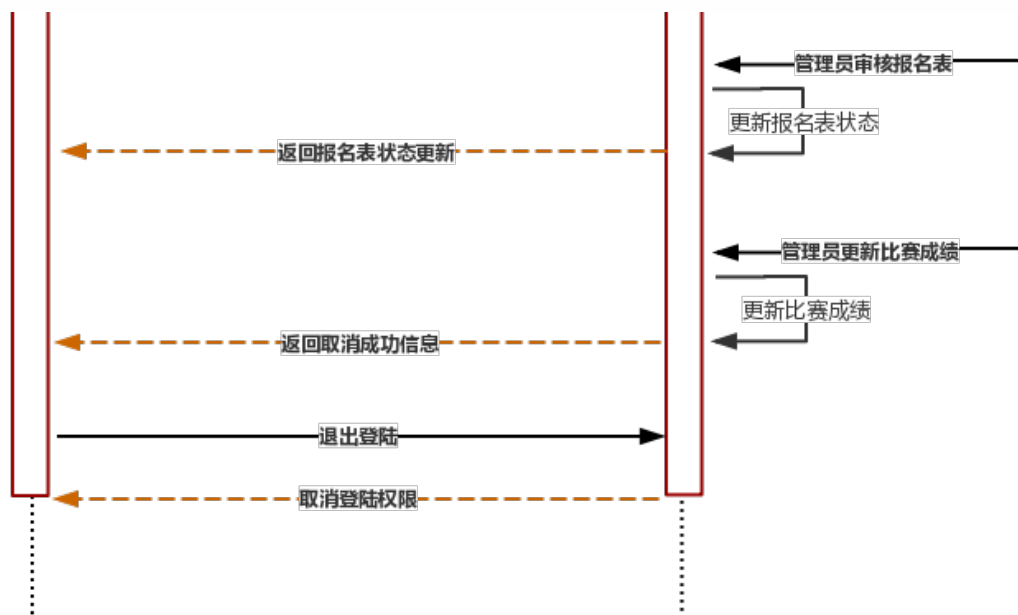 管理员审核报名表
更新报名表状态
返回报名表状态更新
管理员更新比赛成绩
更新比赛成绩
返回取消成功信息
退出登陆
取消登陆权限